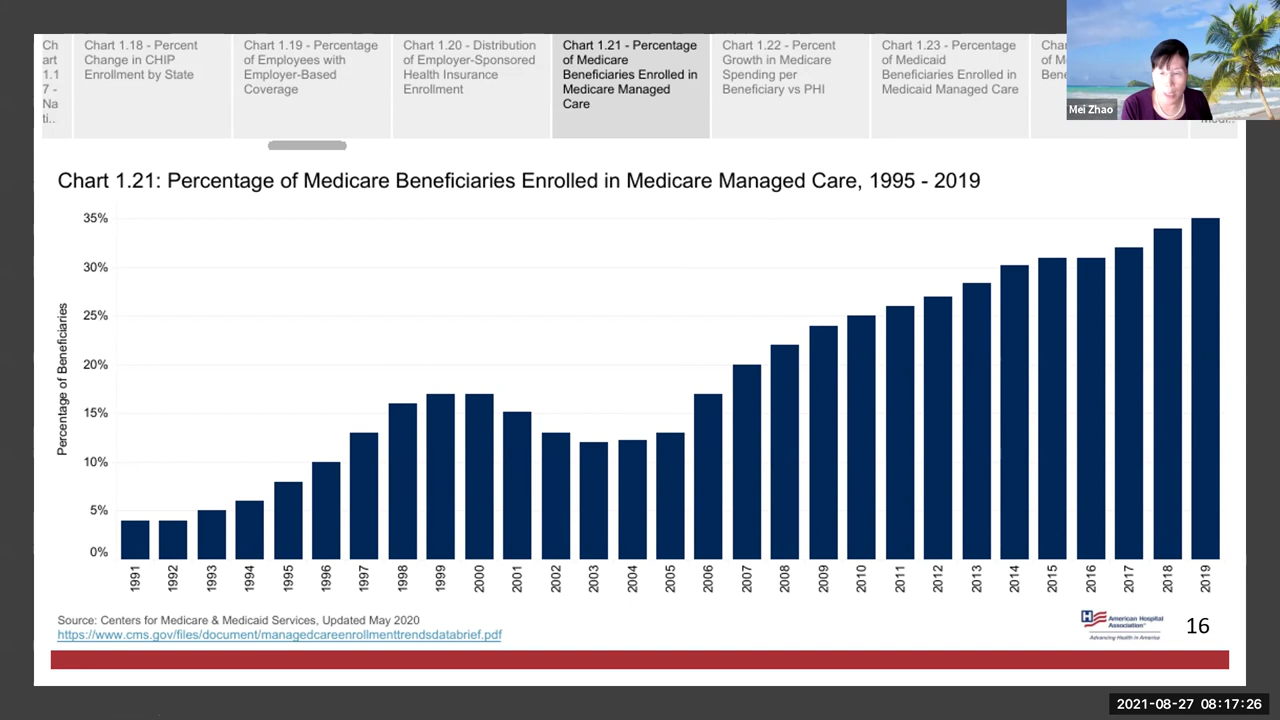 Ch
art
1.1
7 -
Na
ti...
Chart 1.18 - Percent
Change in CHIP
Enrollment by State
Chart 1.19 - Percentage
of Employees with
Employer-Based
Coverage
Chart 1.20 - Distribution
of Employer-Sponsored
Health Insurance
Enrollment
Chart 1.21 - Percentage
of Medicare
Beneficiaries Enrolled in
Medicare Managed
Care
Chart 1.22 - Percent
Growth in Medicare
Spending per
Beneficiary vs PHI
Chart 1.23 - Percentage
of Medicaid
Beneficiaries Enrolled in
Medicaid Managed Care
Mei Zhao
Chart 1.21: Percentage of Medicare Beneficiaries Enrolled in Medicare Managed Care, 1995 - 2019
Percentage of Beneficiaries
35%
30%
25%
20%
15%
10%
5%
0%
1991
1992
1993
1994
1995
1996
1997
1998
1999
2000
2001
2002
2003
2004
2005
2006
2007
2008
2009
2010
2011
2012
2013
2014
2015
2016
2017
2018
2019
Source: Centers for Medicare & Medicaid Services, Updated May 2020
https://www.cms.gov/files/document/managedcareenrollmenttrendsdatabrief.pdf
American Hospital
Association
Advancing Health in America
16
2021-08-27 08:17:26